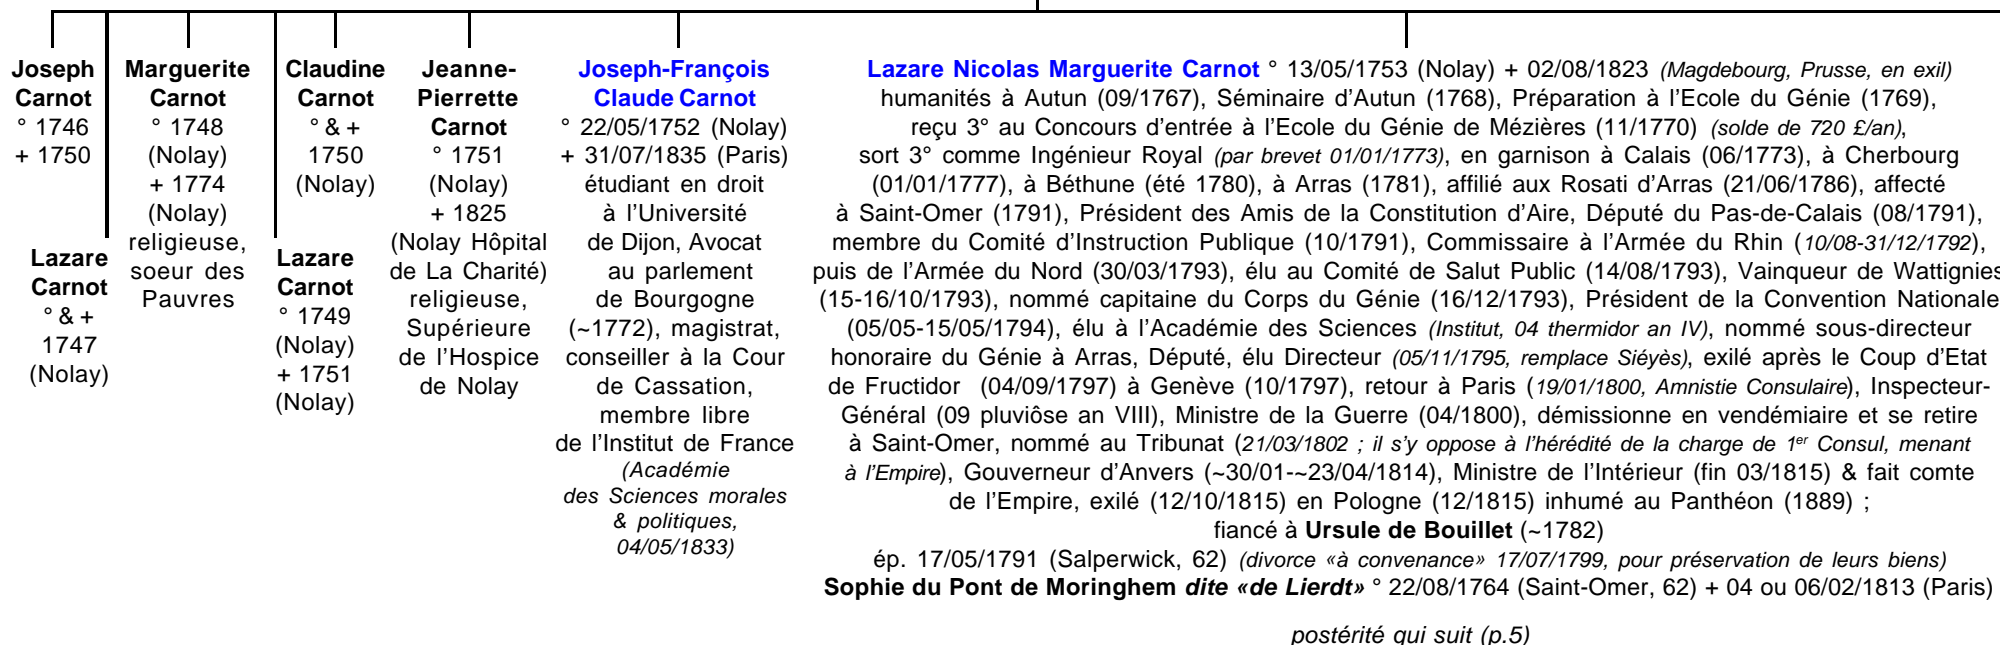 Joseph
Carnot
° 1746
+ 1750
Lazare
Carnot
° & +
1747
(Nolay)
Marguerite
Carnot
° 1748
(Nolay)
+ 1774
(Nolay)
religieuse,
soeur des
Pauvres
Claudine
Carnot
° & +
1750
(Nolay)
Lazare
Carnot
° 1749
(Nolay)
+ 1751
(Nolay)
Jeanne-
Pierrette
Carnot
° 1751
(Nolay)
+ 1825
(Nolay Hôpital
de La Charité)
religieuse,
Supérieure
de l’Hospice
de Nolay
Joseph-François
Claude Carnot
° 22/05/1752 (Nolay)
+ 31/07/1835 (Paris)
étudiant en droit
à l’Université
de Dijon, Avocat
au parlement
de Bourgogne
(~1772), magistrat,
conseiller à la Cour
de Cassation,
membre libre
de l’Institut de France
(Académie
des Sciences morales
& politiques,
04/05/1833)
Lazare Nicolas Marguerite Carnot ° 13/05/1753 (Nolay) + 02/08/1823 (Magdebourg, Prusse, en exil)
humanités à Autun (09/1767), Séminaire d’Autun (1768), Préparation à l’Ecole du Génie (1769),
reçu 3° au Concours d’entrée à l’Ecole du Génie de Mézières (11/1770) (solde de 720 £/an),
sort 3° comme Ingénieur Royal (par brevet 01/01/1773), en garnison à Calais (06/1773), à Cherbourg
(01/01/1777), à Béthune (été 1780), à Arras (1781), affilié aux Rosati d’Arras (21/06/1786), affecté
à Saint-Omer (1791), Président des Amis de la Constitution d’Aire, Député du Pas-de-Calais (08/1791),
membre du Comité d’Instruction Publique (10/1791), Commissaire à l’Armée du Rhin (10/08-31/12/1792),
puis de l’Armée du Nord (30/03/1793), élu au Comité de Salut Public (14/08/1793), Vainqueur de Wattignies
(15-16/10/1793), nommé capitaine du Corps du Génie (16/12/1793), Président de la Convention Nationale
(05/05-15/05/1794), élu à l’Académie des Sciences (Institut, 04 thermidor an IV), nommé sous-directeur
honoraire du Génie à Arras, Député, élu Directeur (05/11/1795, remplace Siéyès), exilé après le Coup d’Etat
de Fructidor (04/09/1797) à Genève (10/1797), retour à Paris (19/01/1800, Amnistie Consulaire), Inspecteur-
Général (09 pluviôse an VIII), Ministre de la Guerre (04/1800), démissionne en vendémiaire et se retire
à Saint-Omer, nommé au Tribunat (21/03/1802 ; il s’y oppose à l’hérédité de la charge de 1er Consul, menant
à l’Empire), Gouverneur d’Anvers (~30/01-~23/04/1814), Ministre de l’Intérieur (fin 03/1815) & fait comte
de l’Empire, exilé (12/10/1815) en Pologne (12/1815) inhumé au Panthéon (1889) ;
fiancé à Ursule de Bouillet (~1782)
ép. 17/05/1791 (Salperwick, 62) (divorce «à convenance» 17/07/1799, pour préservation de leurs biens)
Sophie du Pont de Moringhem dite «de Lierdt» ° 22/08/1764 (Saint-Omer, 62) + 04 ou 06/02/1813 (Paris)
postérité qui suit (p.5)